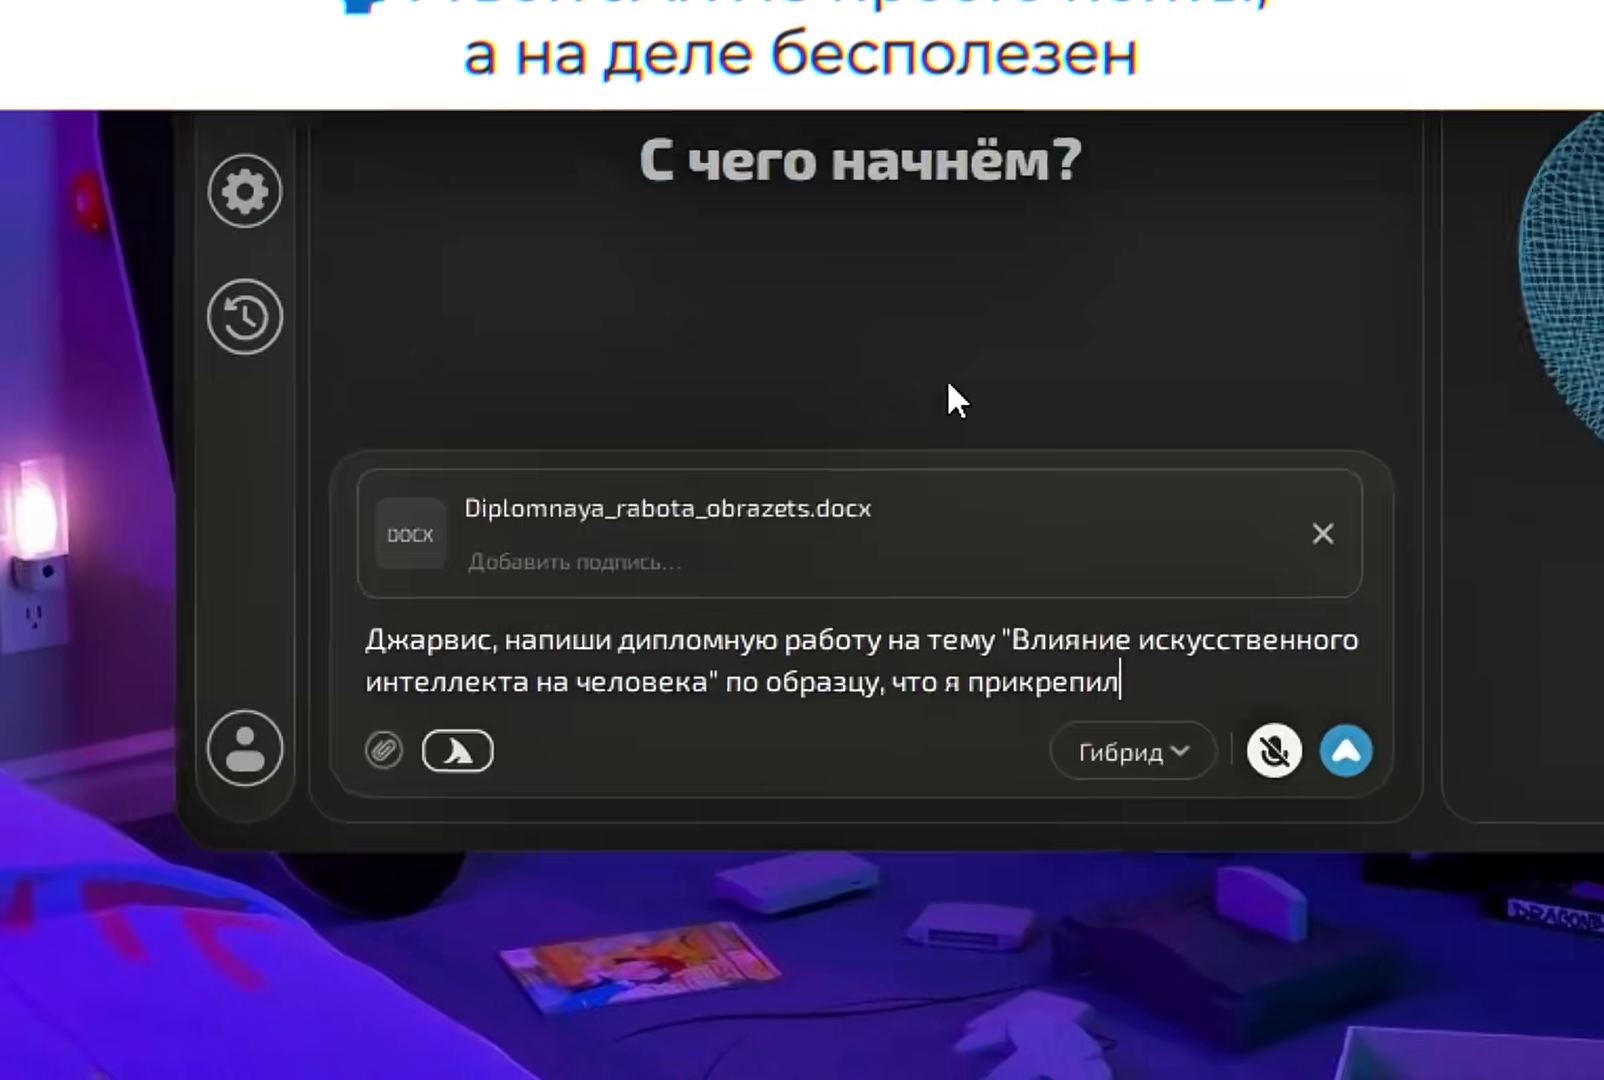 а на деле бесполезен
С чего начнём?
DOCX
Diplomnaya_rabota_obrazets.docx
Добавить подпись...
Джарвис, напиши дипломную работу на тему "Влияние искусственного
интеллекта на человека" по образцу, что я прикрепил
Гибрид